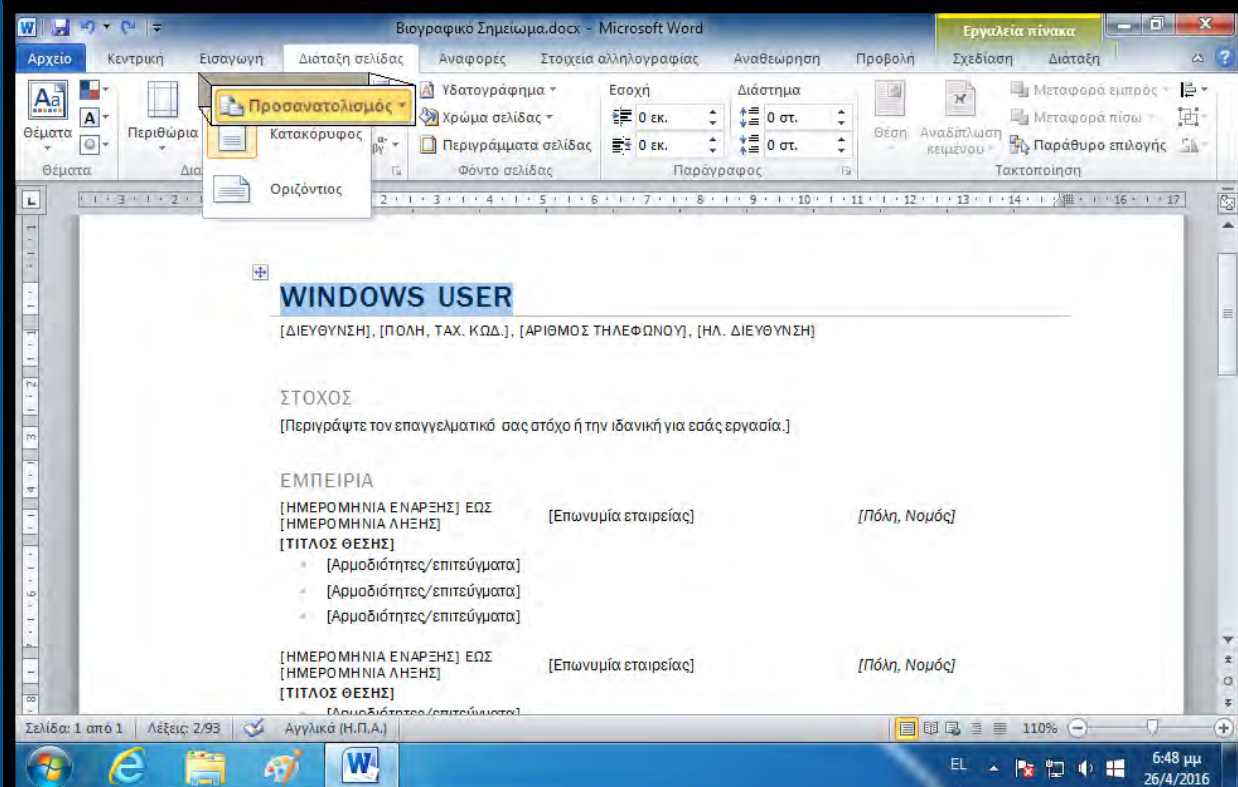 Βιογραφικό Σημείωμα.docx - Microsoft Word
Εργαλεία πίνακα
Αρχείο Κεντρική Εισαγωγή Διάταξη σελίδας Αναφορές Στοιχεία αλληλογραφίας Αναθεώρηση Προβολή Σχεδίαση Διάταξη
Θέματα
Θέματα
Περιθώρια
Προσανατολισμός
Κατακόρυφος
Οριζόντιος
Υδατογράφημα
Χρώμα σελίδας
Περιγράμματα σελίδας
Φόντο σελίδας
Εσοχή Διάστημα
0 εκ. 0 στ.
0 εκ. 0 στ.
Παράγραφος
Θέση
Αναδίπλωση
κειμένου
Μεταφορά εμπρός
Μεταφορά πίσω
Παράθυρο επιλογής
Τακτοποίηση
WINDOWS USER
[ΔΙΕΥΘΥΝΣΗ], [ΠΟΛΗ, ΤΑΧ. ΚΩΔ.], [ΑΡΙΘΜΟΣ ΤΗΛΕΦΩΝΟΥ], [ΗΛ. ΔΙΕΥΘΥΝΣΗ]
ΣΤΟΧΟΣ
[Περιγράψτε τον επαγγελματικό σας στόχο ή την ιδανική για εσάς εργασία.]
ΕΜΠΕΙΡΙΑ
[ΗΜΕΡΟΜΗΝΙΑ ΕΝΑΡΞΗΣ] ΕΩΣ
[ΗΜΕΡΟΜΗΝΙΑ ΛΗΞΗΣ]
[Επωνυμία εταιρείας] [Πόλη, Νομός]
[ΤΙΤΛΟΣ ΘΕΣΗΣ]
[Αρμοδιότητες/επιτεύγματα]
[Αρμοδιότητες/επιτεύγματα]
[Αρμοδιότητες/επιτεύγματα]
[ΗΜΕΡΟΜΗΝΙΑ ΕΝΑΡΞΗΣ] ΕΩΣ
[ΗΜΕΡΟΜΗΝΙΑ ΛΗΞΗΣ]
[Επωνυμία εταιρείας] [Πόλη, Νομός]
[ΤΙΤΛΟΣ ΘΕΣΗΣ]
[Αρμοδιότητες/επιτεύγματα]
Σελίδα: 1 από 1 Λέξεις: 2/93 Αγγλικά (Η.Π.Α.) 110%
EL
6:48 μμ
26/4/2016